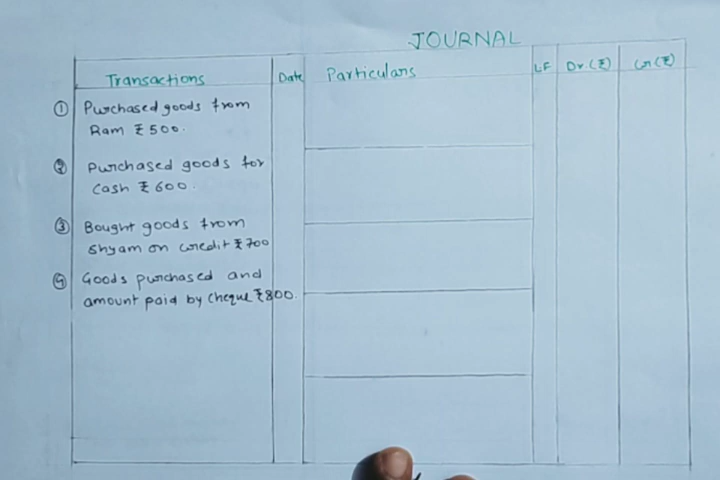 JOURNAL
Transactions Date Particulars LF Dr.(₹) Cr(₹)
① Purchased goods from
Ram ₹500.
② Purchased goods for
Cash ₹600.
③ Bought goods from
Shyam on credit ₹700
④ Goods purchased and
amount paid by Cheque ₹800.